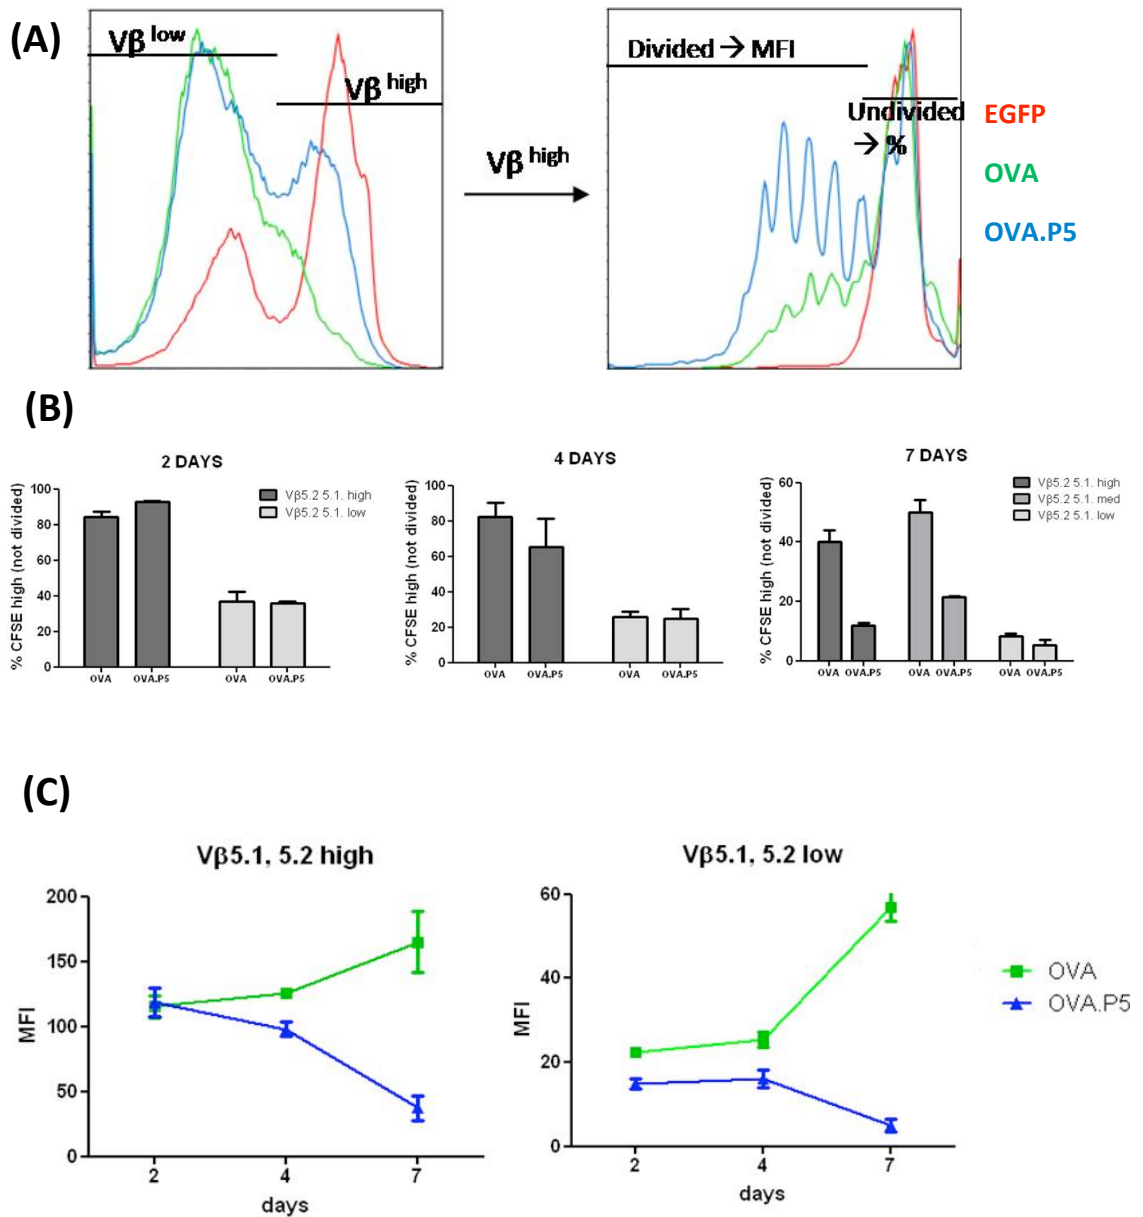 (A)
Vβ low
Vβ high
Vβ high
Divided → MFI
Undivided
→ %
EGFP
OVA
OVA.P5
(B)
2 DAYS
% CFSE high (not divided)
100
80
60
40
20
0
OVA
OVA.P5
OVA
OVA.P5
Vβ5.2 5.1. high
Vβ5.2 5.1. low
4 DAYS
% CFSE high (not divided)
100
80
60
40
20
0
OVA
OVA.P5
OVA
OVA.P5
7 DAYS
% CFSE high (not divided)
60
40
20
0
OVA OVA.P5
OVA OVA.P5
OVA OVA.P5
Vβ5.2 5.1. high
Vβ5.2 5.1. med
Vβ5.2 5.1. low
(C)
Vβ5.1, 5.2 high
MFI
200
150
100
50
0
2
4
7
days
Vβ5.1, 5.2 low
MFI
60
40
20
0
2
4
7
days
OVA
OVA.P5